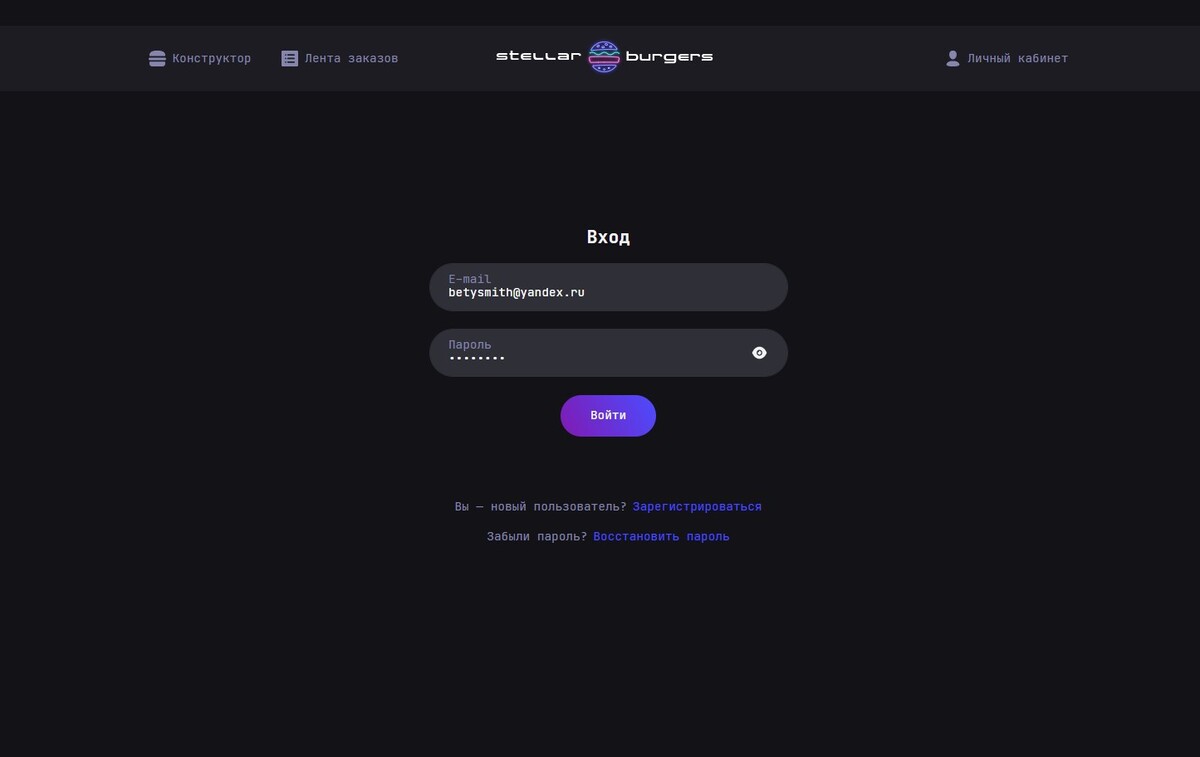 Конструктор Лента заказов stellar burgers Личный кабинет
Вход
E-mail
betysmith@yandex.ru
Пароль
••••••••
Войти
Вы — новый пользователь? Зарегистрироваться
Забыли пароль? Восстановить пароль